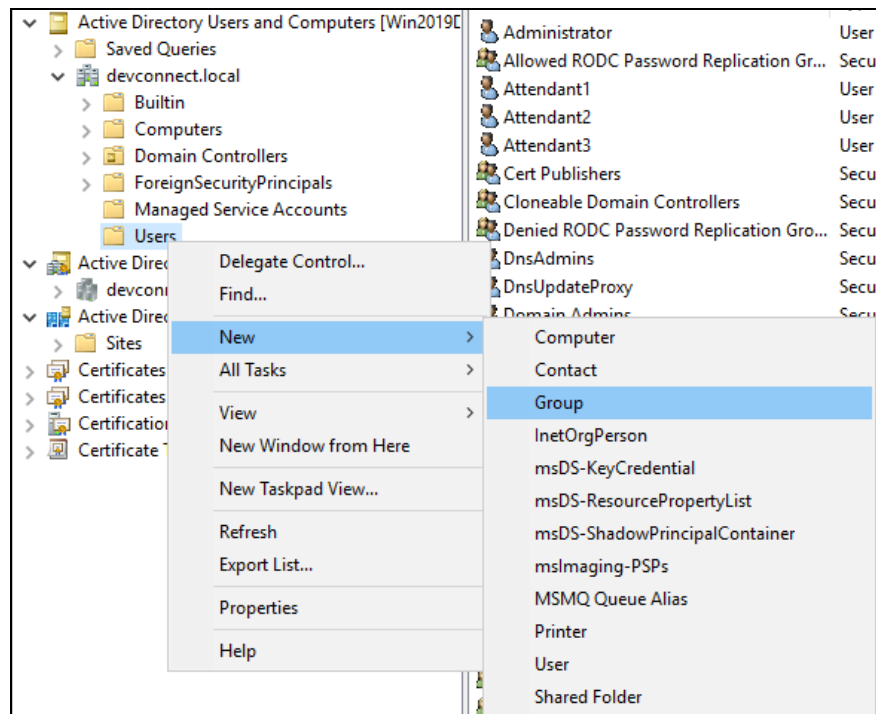 Active Directory Users and Computers [Win2019D
Saved Queries
devconnect.local
Builtin
Computers
Domain Controllers
ForeignSecurityPrincipals
Managed Service Accounts
Users
Active Direc
devconn
Active Direc
Sites
Certificates
Certificates
Certification
Certificate
Administrator User
Allowed RODC Password Replication Gr... Secu
Attendant1 User
Attendant2 User
Attendant3 User
Cert Publishers Secu
Cloneable Domain Controllers Secu
Denied RODC Password Replication Gro... Secu
DnsAdmins Secu
DnsUpdateProxy Secu
Domain Admins Secu
Delegate Control...
Find...
New
All Tasks
View
New Window from Here
New Taskpad View...
Refresh
Export List...
Properties
Help
Computer
Contact
Group
InetOrgPerson
msDS-KeyCredential
msDS-ResourcePropertyList
msDS-ShadowPrincipalContainer
msImaging-PSPs
MSMQ Queue Alias
Printer
User
Shared Folder